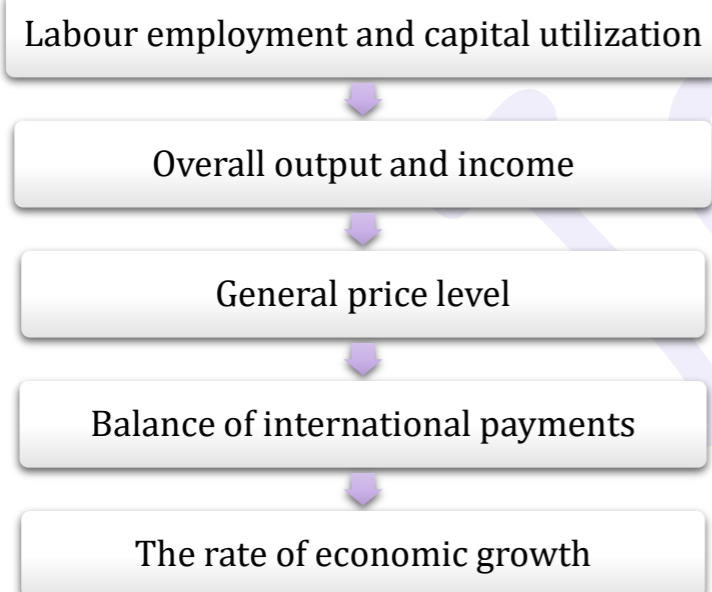 Labour employment and capital utilization
Overall output and income
General price level
Balance of international payments
The rate of economic growth